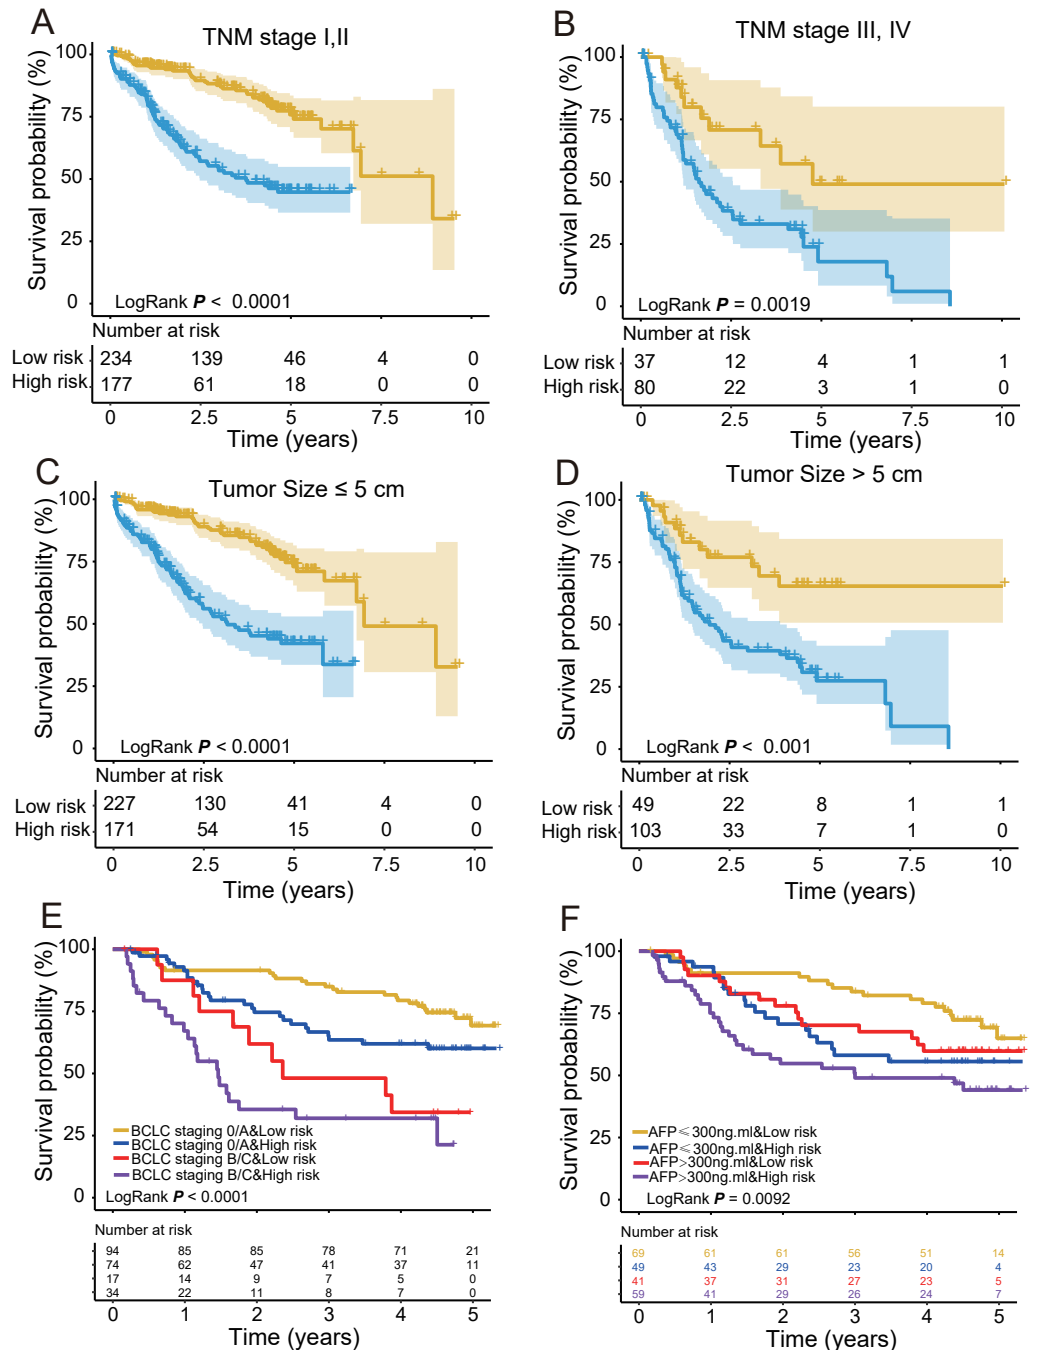 A
TNM stage I,II
Survival probability (%)
100
75
50
25
0
LogRank P < 0.0001
Number at risk
Low risk 234 139 46 4 0
High risk 177 61 18 0 0
0 2.5 5 7.5 10
Time (years)
B
TNM stage III, IV
Survival probability (%)
100
75
50
25
0
LogRank P = 0.0019
Number at risk
Low risk 37 12 4 1 1
High risk 80 22 3 1 0
0 2.5 5 7.5 10
Time (years)
C
Tumor Size ≤ 5 cm
Survival probability (%)
100
75
50
25
0
LogRank P < 0.0001
Number at risk
Low risk 227 130 41 4 0
High risk 171 54 15 0 0
0 2.5 5 7.5 10
Time (years)
D
Tumor Size > 5 cm
Survival probability (%)
100
75
50
25
0
LogRank P < 0.001
Number at risk
Low risk 49 22 8 1 1
High risk 103 33 7 1 0
0 2.5 5 7.5 10
Time (years)
E
Survival probability (%)
100
75
50
25
0
BCLC staging 0/A&Low risk
BCLC staging 0/A&High risk
BCLC staging B/C&Low risk
BCLC staging B/C&High risk
LogRank P < 0.0001
Number at risk
94 85 85 78 71 21
74 62 47 41 37 11
17 14 9 7 5 0
34 22 11 8 7 0
0 1 2 3 4 5
Time (years)
F
Survival probability (%)
100
75
50
25
0
AFP≤300ng.ml&Low risk
AFP≤300ng.ml&High risk
AFP>300ng.ml&Low risk
AFP>300ng.ml&High risk
LogRank P = 0.0092
Number at risk
69 61 61 56 51 14
49 43 29 23 20 4
41 37 31 27 23 5
59 41 29 26 24 7
0 1 2 3 4 5
Time (years)